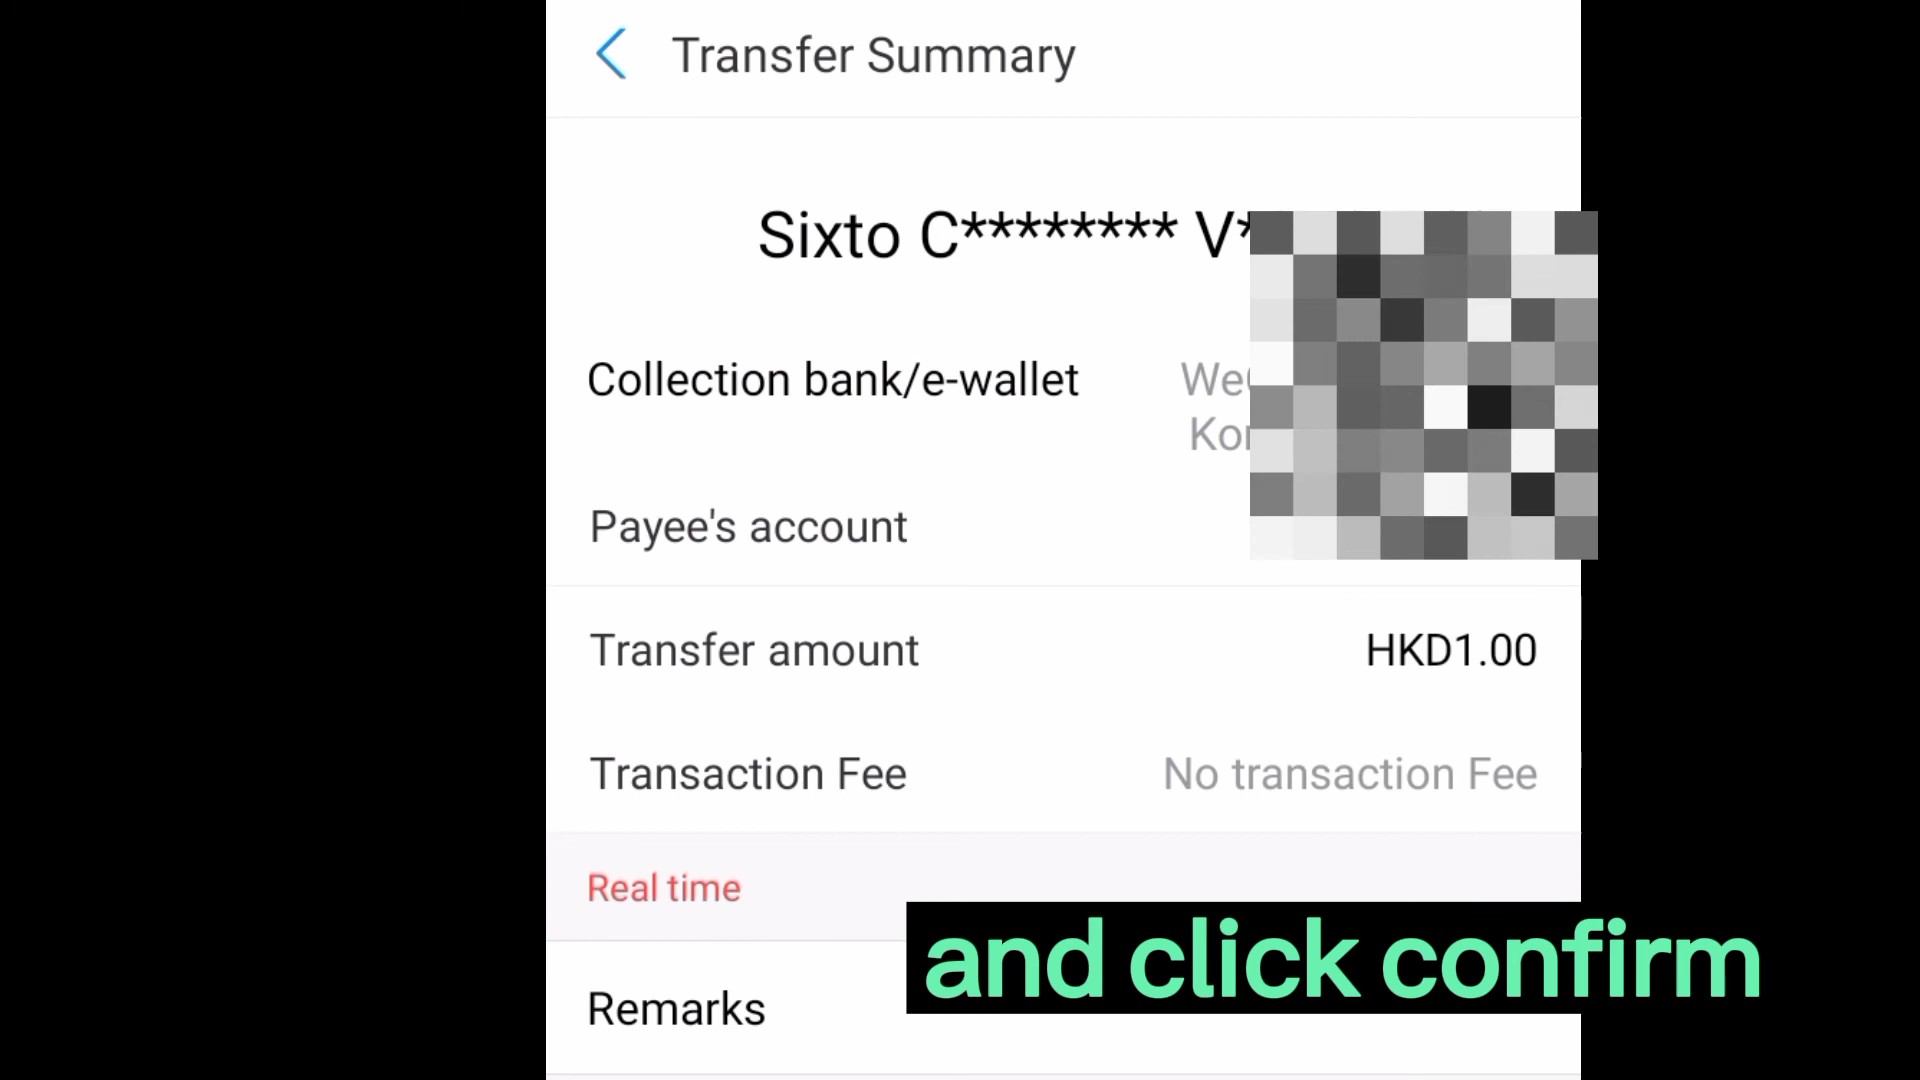 Transfer Summary
Sixto C******** V*
Collection bank/e-wallet
Payee's account
Transfer amount HKD1.00
Transaction Fee No transaction Fee
Real time
and click confirm
Remarks